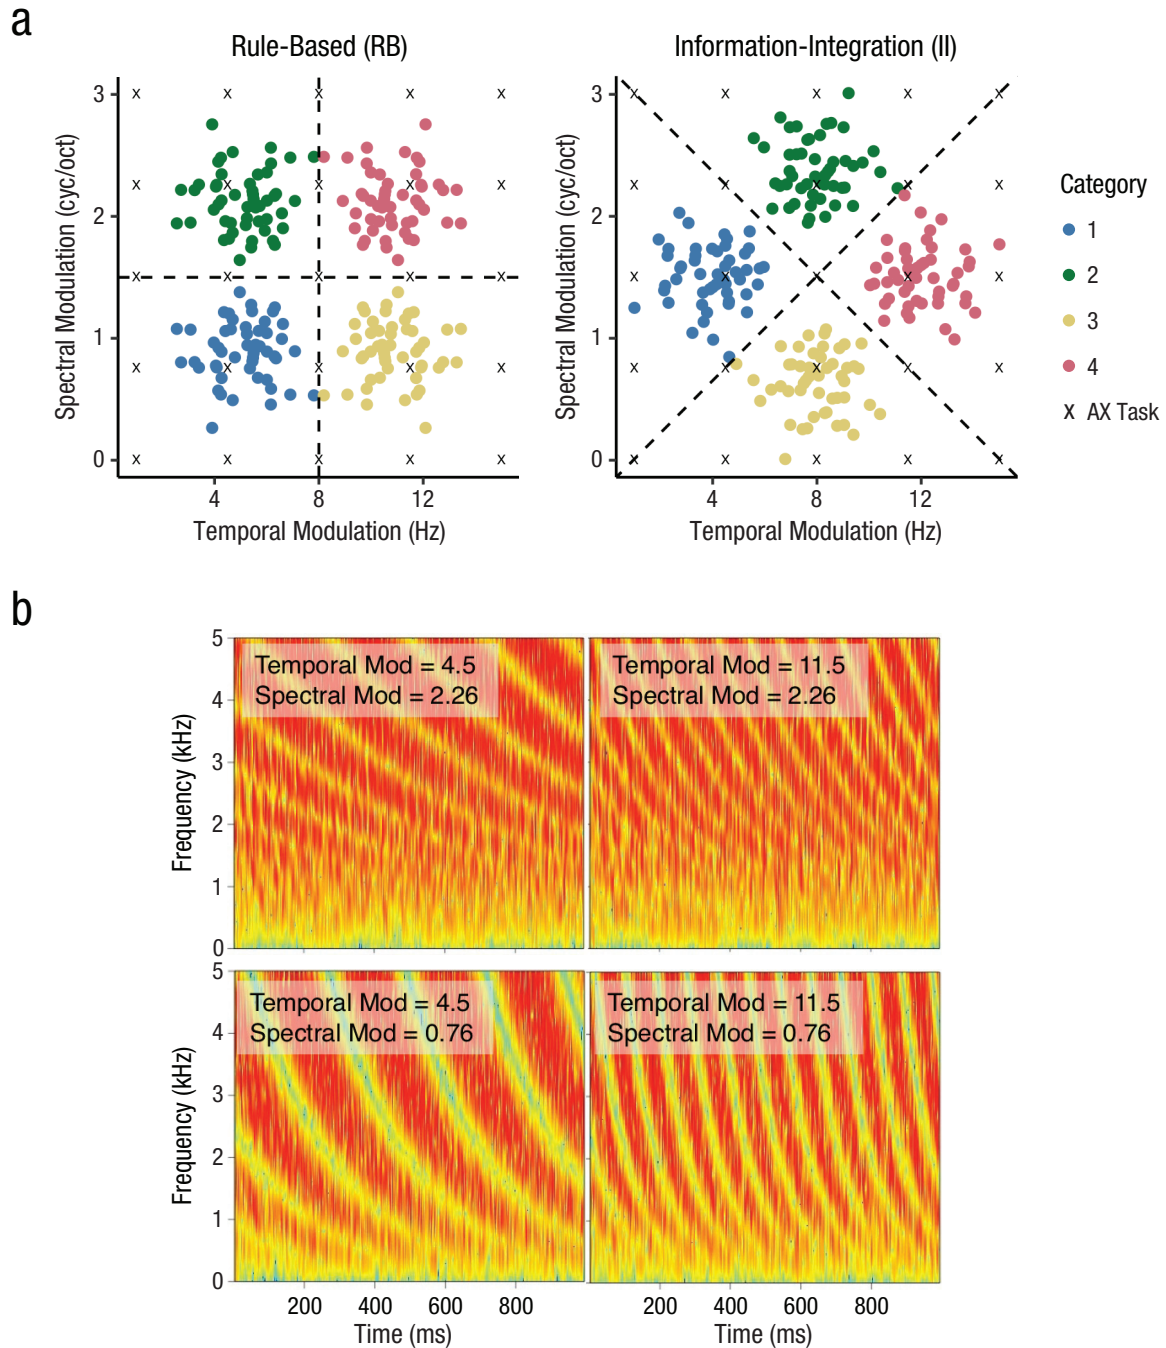 a
Rule-Based (RB)
Information-Integration (II)
Spectral Modulation (cyc/oct)
3
2
1
0
4
8
12
Temporal Modulation (Hz)
Spectral Modulation (cyc/oct)
3
2
1
0
4
8
12
Temporal Modulation (Hz)
Category
1
2
3
4
x AX Task
b
Frequency (kHz)
5
4
3
2
1
0
Temporal Mod = 4.5
Spectral Mod = 2.26
Temporal Mod = 11.5
Spectral Mod = 2.26
Frequency (kHz)
5
4
3
2
1
0
Temporal Mod = 4.5
Spectral Mod = 0.76
Temporal Mod = 11.5
Spectral Mod = 0.76
200 400 600 800
Time (ms)
200 400 600 800
Time (ms)